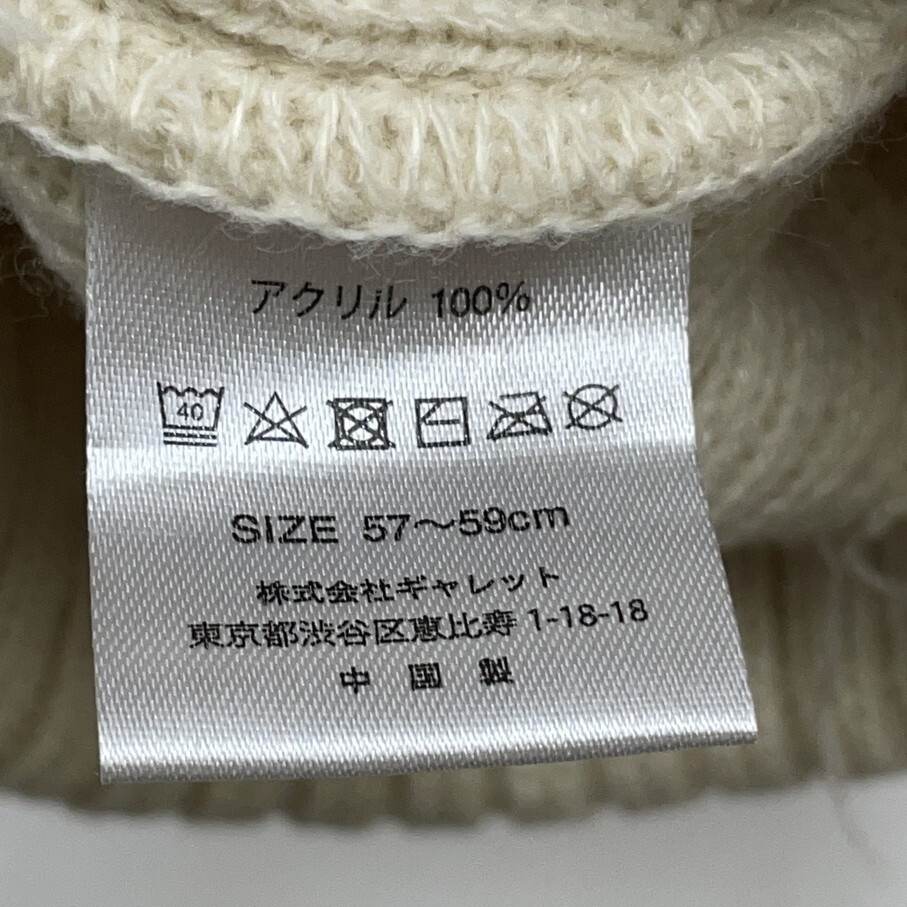 アクリル 100%
40
SIZE 57〜59cm
株式会社ギャレット
東京都渋谷区恵比寿1-18-18
中国製